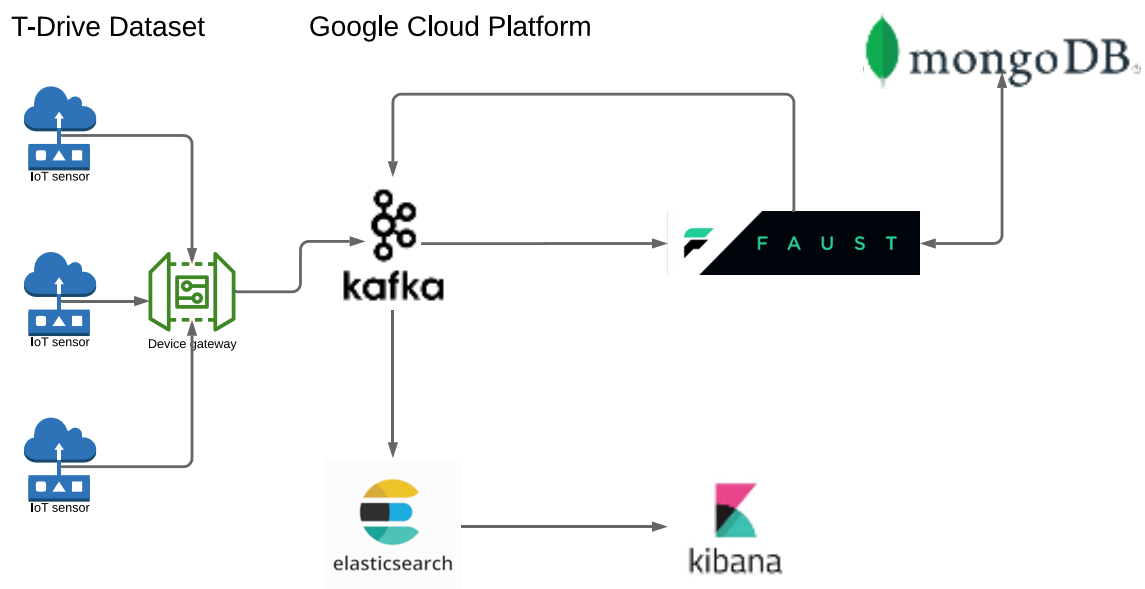 T-Drive Dataset
Google Cloud Platform
mongoDB
IoT sensor
kafka
FAUST
IoT sensor
Device gateway
IoT sensor
elasticsearch
kibana